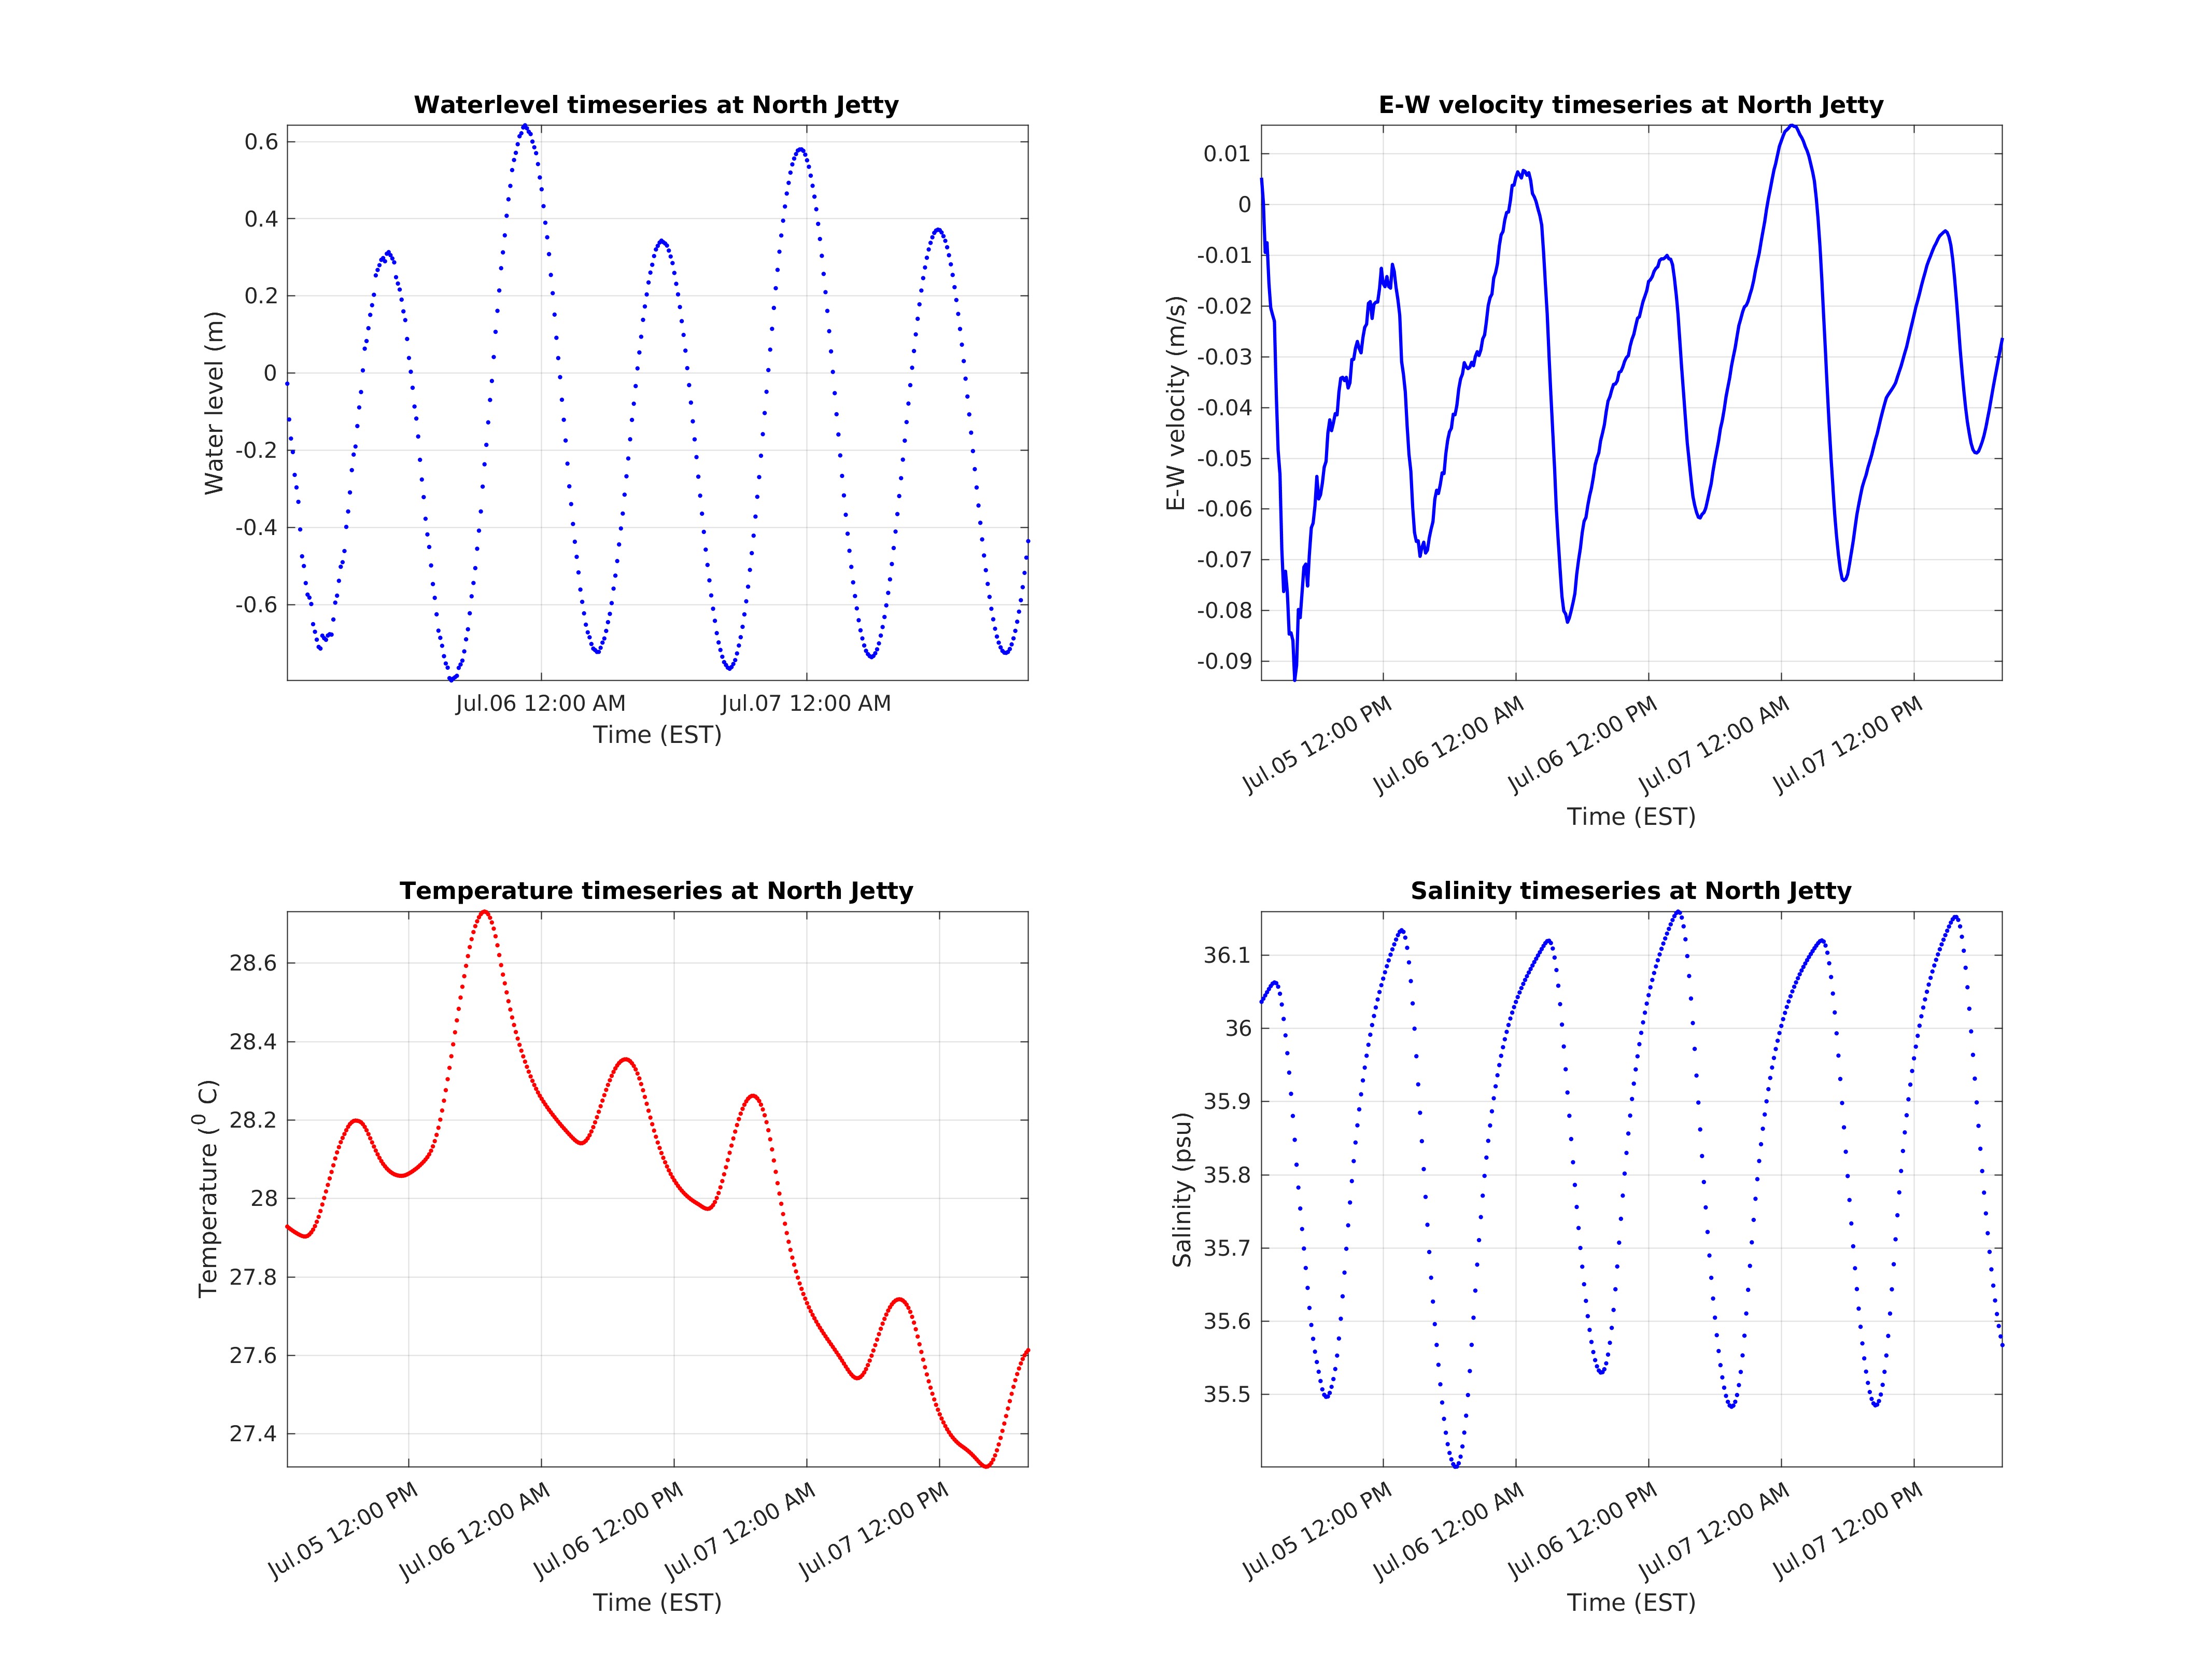 Waterlevel timeseries at North Jetty
0.6
0.4
0.2
0
-0.2
-0.4
-0.6
Water level (m)
Jul.06 12:00 AM
Jul.07 12:00 AM
Time (EST)
E-W velocity timeseries at North Jetty
0.01
0
-0.01
-0.02
-0.03
-0.04
-0.05
-0.06
-0.07
-0.08
-0.09
E-W velocity (m/s)
Jul.05 12:00 PM
Jul.06 12:00 AM
Jul.06 12:00 PM
Jul.07 12:00 AM
Jul.07 12:00 PM
Time (EST)
Temperature timeseries at North Jetty
28.6
28.4
28.2
28
27.8
27.6
27.4
Temperature (⁰ C)
Jul.05 12:00 PM
Jul.06 12:00 AM
Jul.06 12:00 PM
Jul.07 12:00 AM
Jul.07 12:00 PM
Time (EST)
Salinity timeseries at North Jetty
36.1
36
35.9
35.8
35.7
35.6
35.5
Salinity (psu)
Jul.05 12:00 PM
Jul.06 12:00 AM
Jul.06 12:00 PM
Jul.07 12:00 AM
Jul.07 12:00 PM
Time (EST)